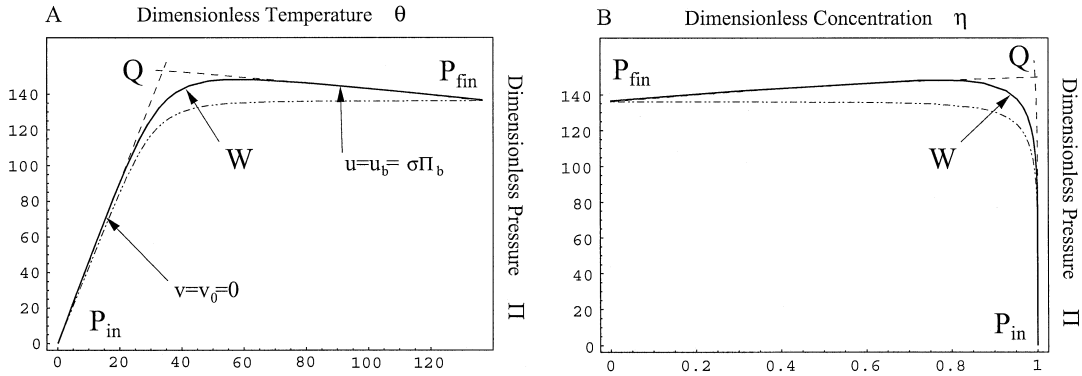 A
Dimensionless Temperature θ
Q
P_fin
140
120
100
80
60
40
20
0
W
u=u_b= σΠ_b
v=v_0=0
P_in
0
20
40
60
80
100
120
Dimensionless Pressure Π
B
Dimensionless Concentration η
P_fin
Q
140
120
100
80
60
40
20
0
W
P_in
0
0.2
0.4
0.6
0.8
1
Dimensionless Pressure Π